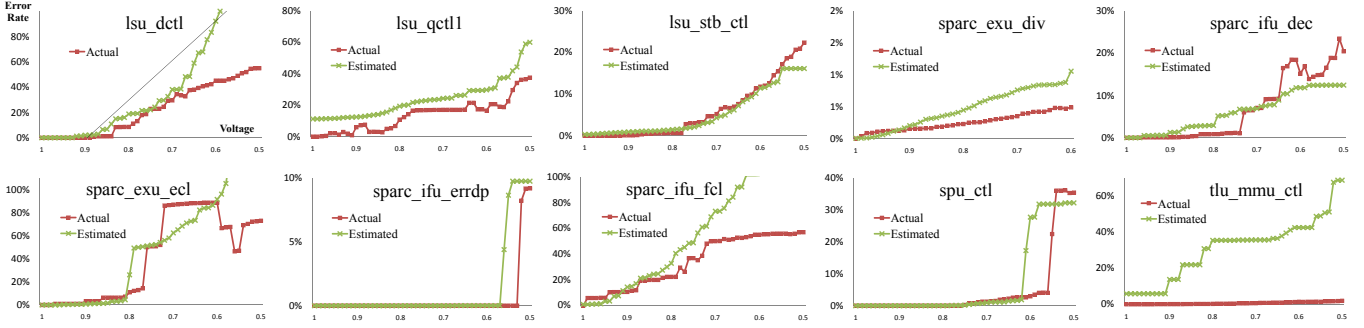 Error Rate
lsu_dctl
Actual
Estimated
Voltage
80%
60%
40%
20%
0%
1 0.9 0.8 0.7 0.6 0.5
lsu_qctl1
Actual
Estimated
80%
60%
40%
20%
0%
1 0.9 0.8 0.7 0.6 0.5
lsu_stb_ctl
Actual
Estimated
30%
20%
10%
0%
1 0.9 0.8 0.7 0.6 0.5
sparc_exu_div
Actual
Estimated
2%
2%
1%
1%
0%
1 0.9 0.8 0.7 0.6
sparc_ifu_dec
Actual
Estimated
30%
20%
10%
0%
1 0.9 0.8 0.7 0.6 0.5
sparc_exu_ecl
Actual
Estimated
100%
80%
60%
40%
20%
0%
1 0.9 0.8 0.7 0.6 0.5
sparc_ifu_errdp
Actual
Estimated
10%
5%
0%
1 0.9 0.8 0.7 0.6 0.5
sparc_ifu_fcl
Actual
Estimated
100%
80%
60%
40%
20%
0%
1 0.9 0.8 0.7 0.6 0.5
spu_ctl
Actual
Estimated
40%
30%
20%
10%
0%
1 0.9 0.8 0.7 0.6 0.5
tlu_mmu_ctl
Actual
Estimated
60%
40%
20%
0%
1 0.9 0.8 0.7 0.6 0.5